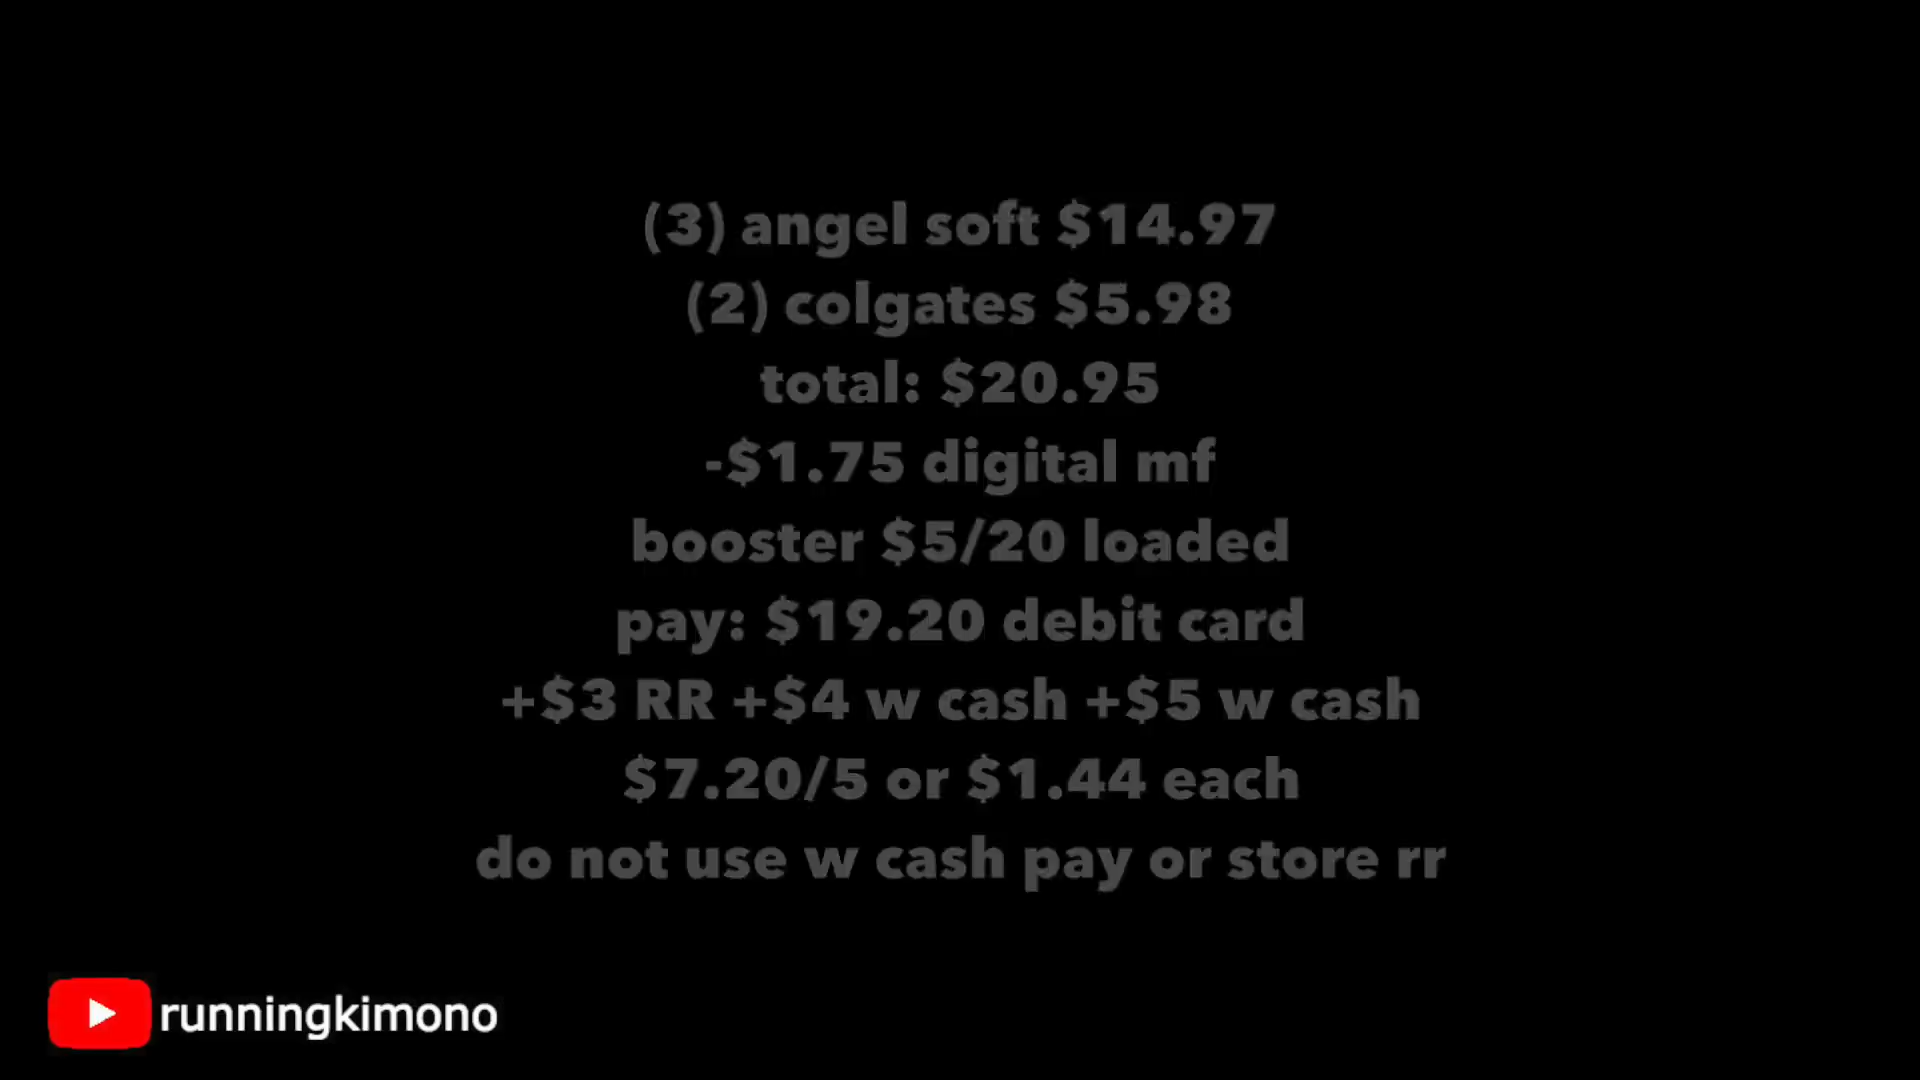 (3) angel soft $14.97
(2) colgates $5.98
total: $20.95
-$1.75 digital mf
booster $5/20 loaded
pay: $19.20 debit card
+$3 RR +$4 w cash +$5 w cash
$7.20/5 or $1.44 each
do not use w cash pay or store rr
runningkimono